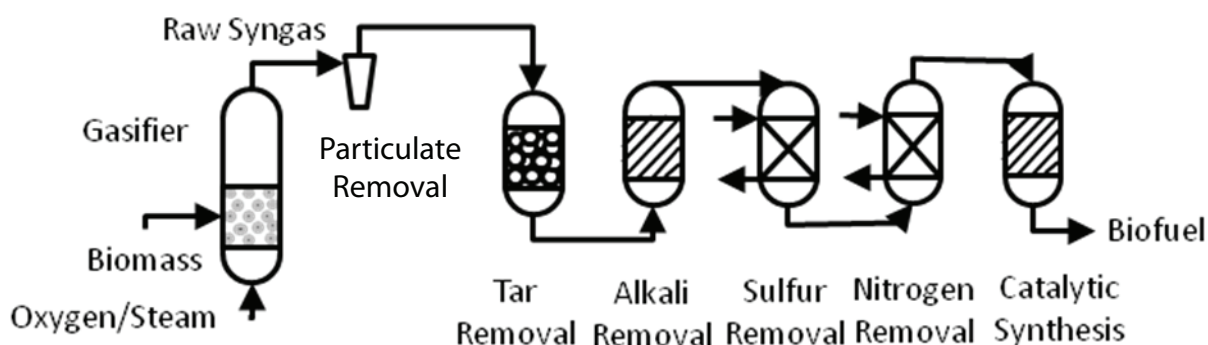 Raw Syngas
Gasifier
Particulate
Removal
Biomass
Oxygen/Steam
Biofuel
Tar
Removal
Alkali
Removal
Sulfur
Removal
Nitrogen
Removal
Catalytic
Synthesis